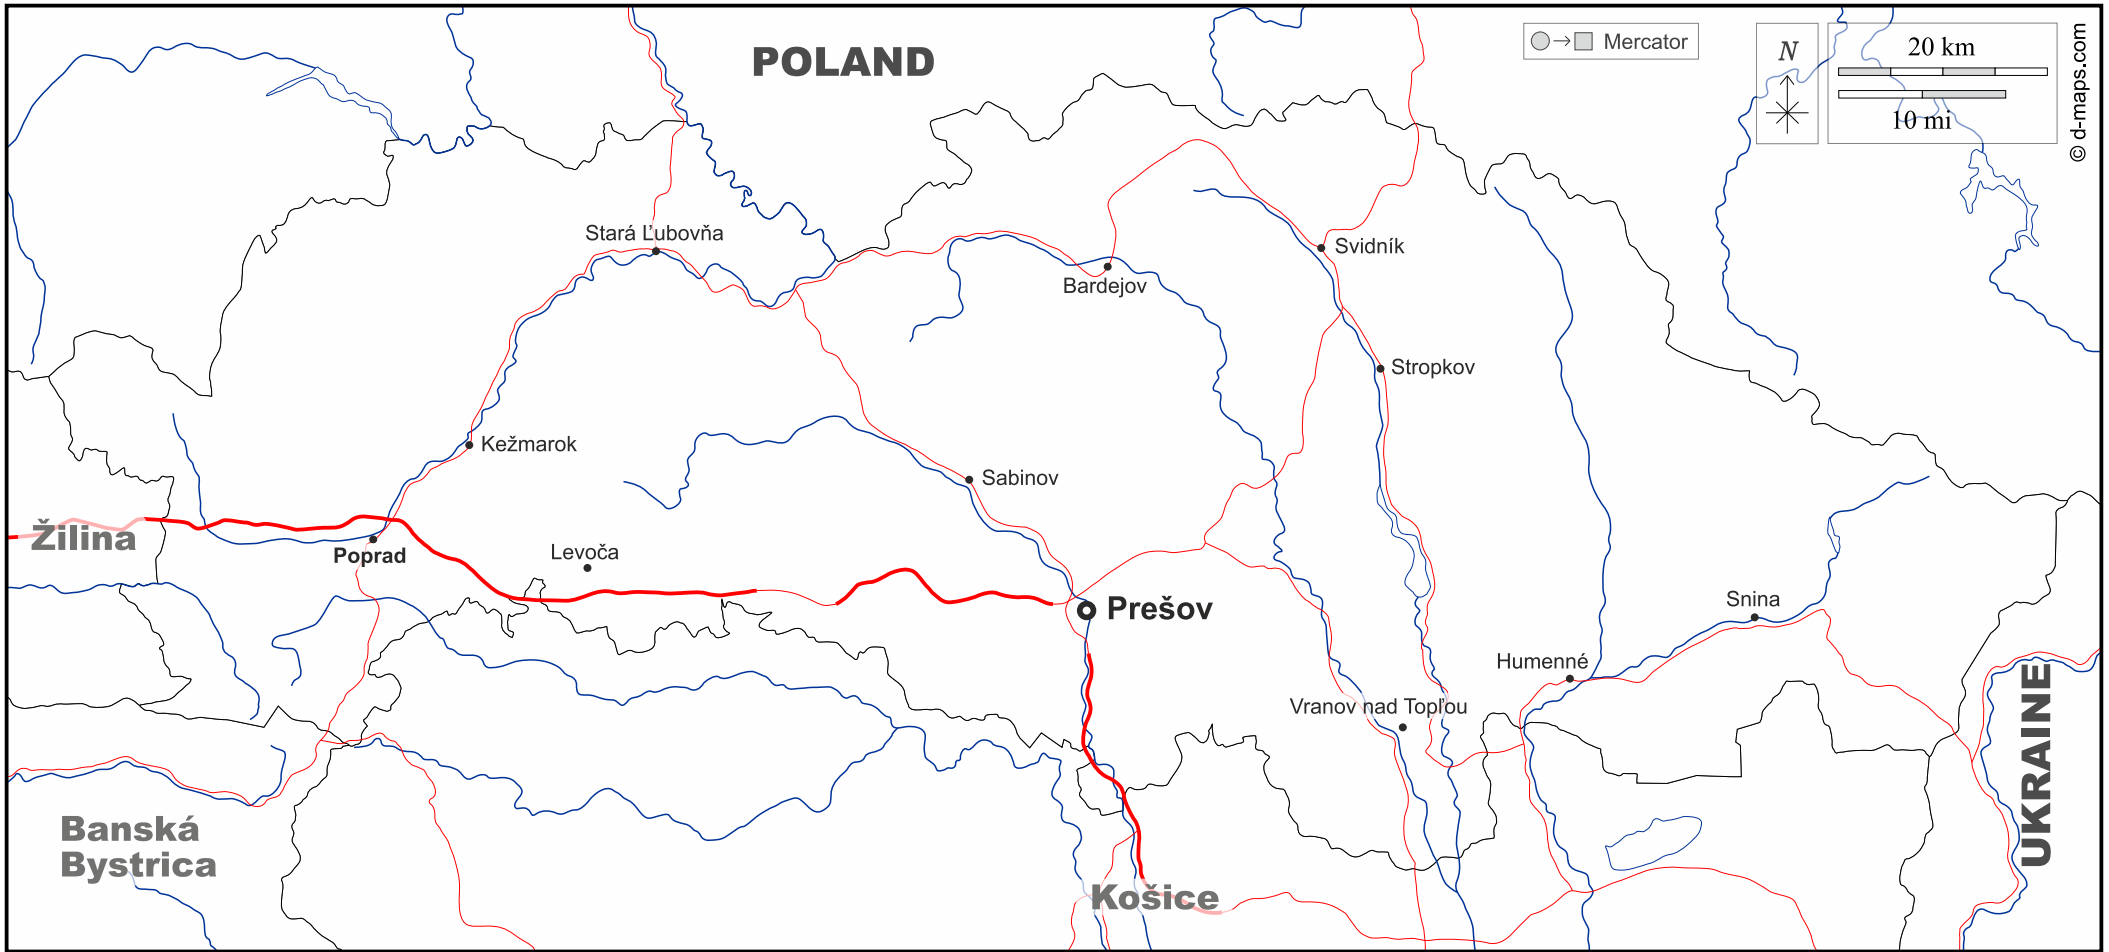 POLAND
Mercator
N
20 km
10 mi
© d-maps.com
Stará Ľubovňa
Svidník
Bardejov
Stropkov
Kežmarok
Sabinov
Žilina
Poprad
Levoča
Prešov
Snina
Humenné
Vranov nad Topľou
UKRAINE
Banská
Bystrica
Košice